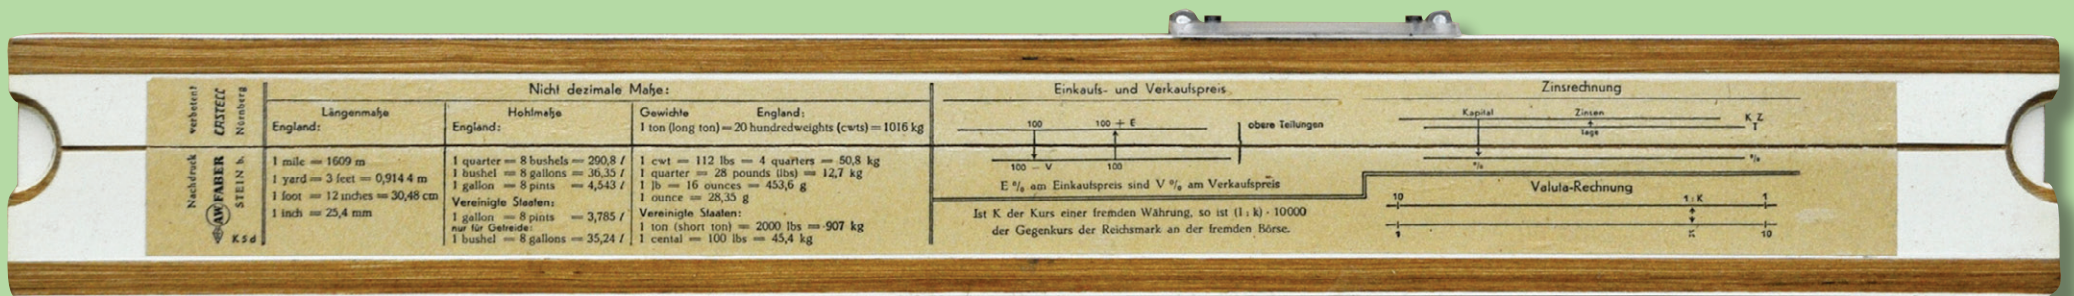 Nachdruck verboten!
AW FABER CASTELL
STEIN b. Nürnberg
K 5 d
Nicht dezimale Maße:
Längenmaße
England:
1 mile = 1609 m
1 yard = 3 feet = 0,914 4 m
1 foot = 12 inches = 30,48 cm
1 inch = 25,4 mm
Hohlmaße
England:
1 quarter = 8 bushels = 290,8 l
1 bushel = 8 gallons = 36,35 l
1 gallon = 8 pints = 4,543 l
Vereinigte Staaten:
1 gallon = 8 pints = 3,785 l
nur für Getreide:
1 bushel = 8 gallons = 35,24 l
Gewichte England:
1 ton (long ton) = 20 hundredweights (cwts) = 1016 kg
1 cwt = 112 lbs = 4 quarters = 50,8 kg
1 quarter = 28 pounds (lbs) = 12,7 kg
1 lb = 16 ounces = 453,6 g
1 ounce = 28,35 g
Vereinigte Staaten:
1 ton (short ton) = 2000 lbs = 907 kg
1 cental = 100 lbs = 45,4 kg
Einkaufs- und Verkaufspreis
100 100 + E
obere Teilungen
100 — V 100
E % am Einkaufspreis sind V % am Verkaufspreis
Ist K der Kurs einer fremden Währung, so ist (1 : k) · 10000
der Gegenkurs der Reichsmark an der fremden Börse.
Zinsrechnung
Kapital Zinsen K Z
Tage T
% %
Valuta-Rechnung
10 1 : K 1
1 K 10